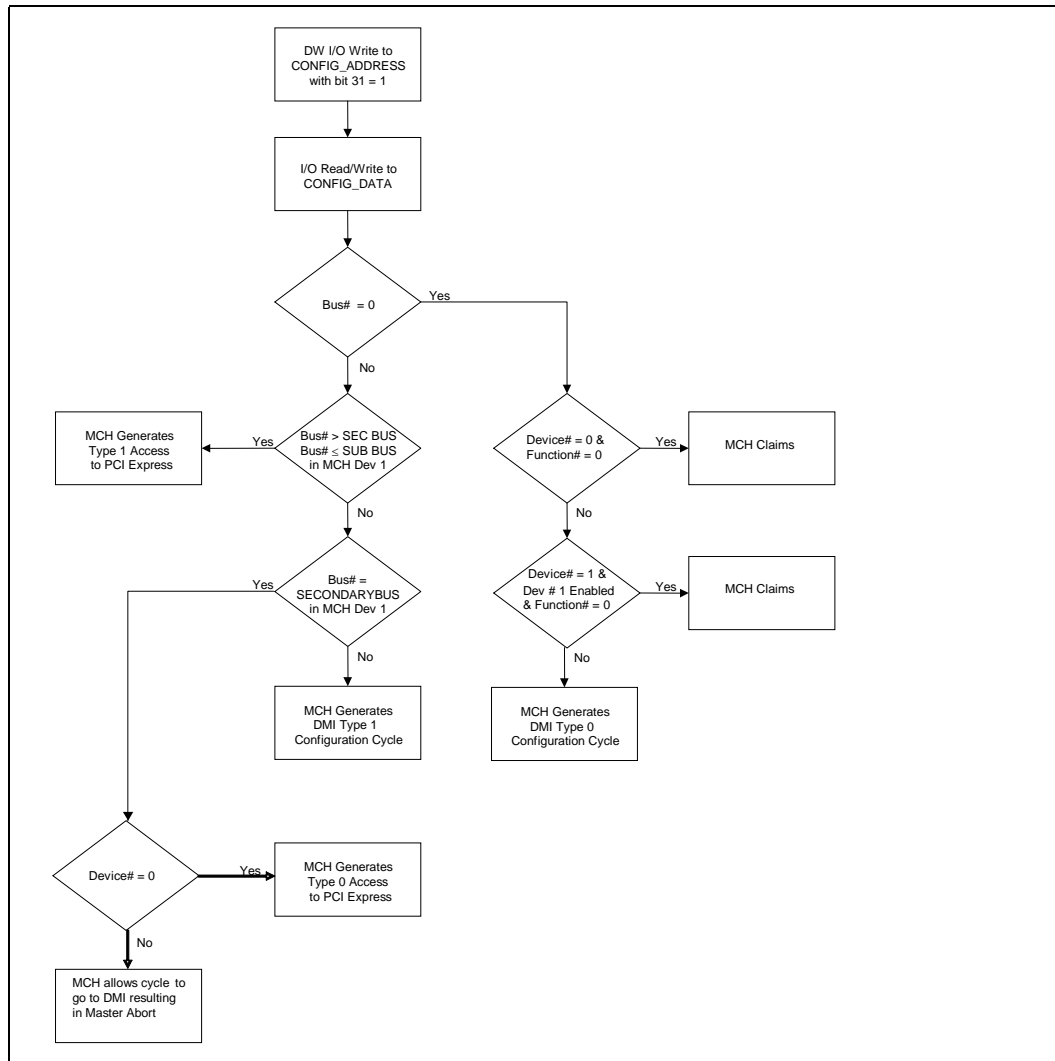 DW I/O Write to
CONFIG_ADDRESS
with bit 31 = 1
I/O Read/Write to
CONFIG_DATA
Bus# = 0
Yes
No
Bus# > SEC BUS
Bus# ≤ SUB BUS
in MCH Dev 1
Yes
MCH Generates
Type 1 Access
to PCI Express
No
Device# = 0 &
Function# = 0
Yes
MCH Claims
No
Bus# =
SECONDARYBUS
in MCH Dev 1
Yes
No
Device# = 1 &
Dev # 1 Enabled
& Function# = 0
Yes
MCH Claims
No
MCH Generates
DMI Type 1
Configuration Cycle
MCH Generates
DMI Type 0
Configuration Cycle
Device# = 0
Yes
MCH Generates
Type 0 Access
to PCI Express
No
MCH allows cycle to
go to DMI resulting
in Master Abort